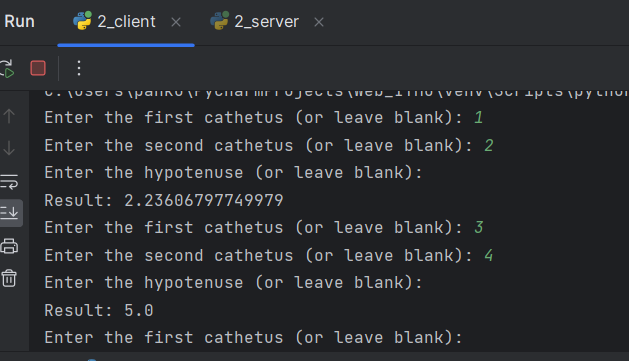 Run 2_client 2_server
C:\Users\panko\PycharmProjects\Web_ITMO\venv\Scripts\pytho
Enter the first cathetus (or leave blank): 1
Enter the second cathetus (or leave blank): 2
Enter the hypotenuse (or leave blank):
Result: 2.23606797749979
Enter the first cathetus (or leave blank): 3
Enter the second cathetus (or leave blank): 4
Enter the hypotenuse (or leave blank):
Result: 5.0
Enter the first cathetus (or leave blank):